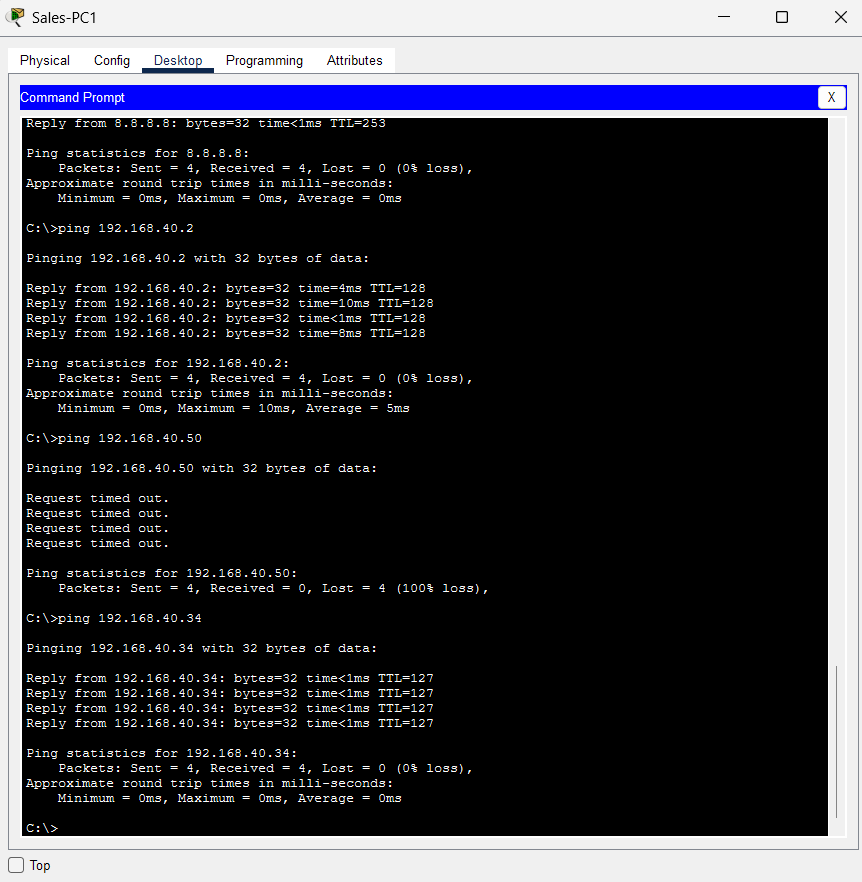 Sales-PC1
Physical Config Desktop Programming Attributes
Command Prompt X
Reply from 8.8.8.8: bytes=32 time<1ms TTL=253
Ping statistics for 8.8.8.8:
Packets: Sent = 4, Received = 4, Lost = 0 (0% loss),
Approximate round trip times in milli-seconds:
Minimum = 0ms, Maximum = 0ms, Average = 0ms
C:\>ping 192.168.40.2
Pinging 192.168.40.2 with 32 bytes of data:
Reply from 192.168.40.2: bytes=32 time=4ms TTL=128
Reply from 192.168.40.2: bytes=32 time=10ms TTL=128
Reply from 192.168.40.2: bytes=32 time<1ms TTL=128
Reply from 192.168.40.2: bytes=32 time=8ms TTL=128
Ping statistics for 192.168.40.2:
Packets: Sent = 4, Received = 4, Lost = 0 (0% loss),
Approximate round trip times in milli-seconds:
Minimum = 0ms, Maximum = 10ms, Average = 5ms
C:\>ping 192.168.40.50
Pinging 192.168.40.50 with 32 bytes of data:
Request timed out.
Request timed out.
Request timed out.
Request timed out.
Ping statistics for 192.168.40.50:
Packets: Sent = 4, Received = 0, Lost = 4 (100% loss),
C:\>ping 192.168.40.34
Pinging 192.168.40.34 with 32 bytes of data:
Reply from 192.168.40.34: bytes=32 time<1ms TTL=127
Reply from 192.168.40.34: bytes=32 time<1ms TTL=127
Reply from 192.168.40.34: bytes=32 time<1ms TTL=127
Reply from 192.168.40.34: bytes=32 time<1ms TTL=127
Ping statistics for 192.168.40.34:
Packets: Sent = 4, Received = 4, Lost = 0 (0% loss),
Approximate round trip times in milli-seconds:
Minimum = 0ms, Maximum = 0ms, Average = 0ms
C:\>
Top